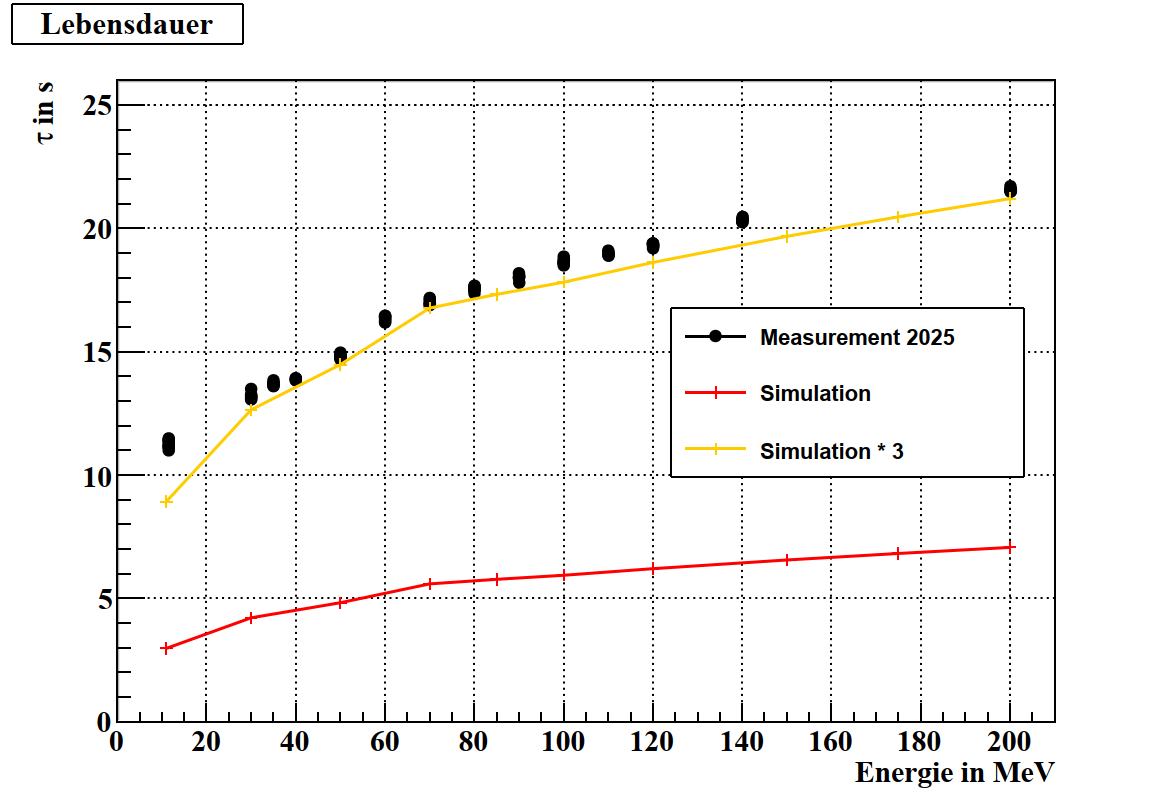 Lebensdauer
τ in s
25
20
15
10
5
0
0 20 40 60 80 100 120 140 160 180 200
Energie in MeV
Measurement 2025
Simulation
Simulation * 3